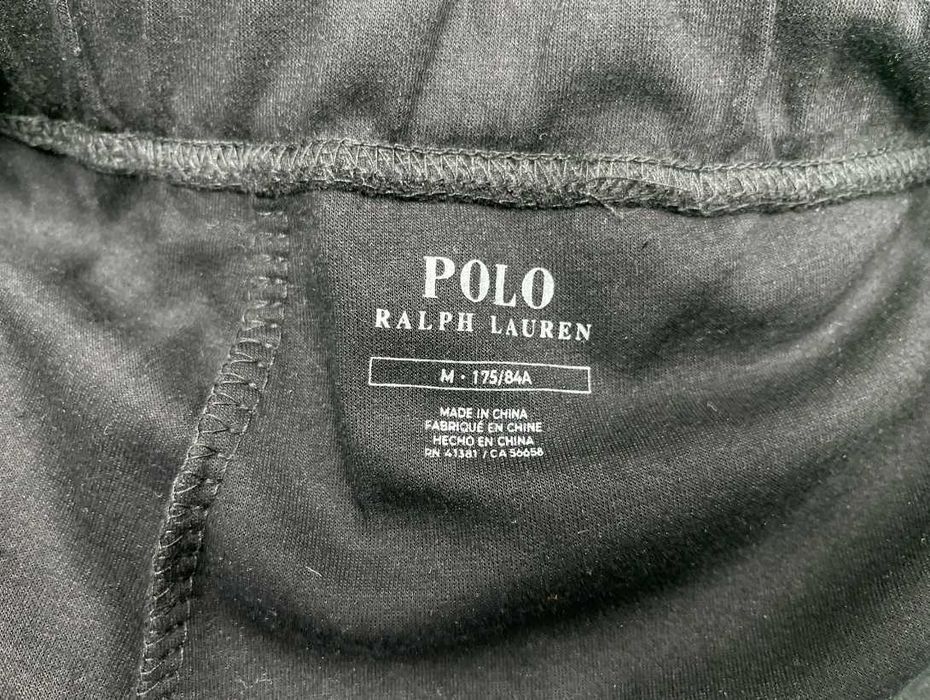 POLO
RALPH LAUREN
M · 175/84A
MADE IN CHINA
FABRIQUÉ EN CHINE
HECHO EN CHINA
RN 41381 / CA 56658